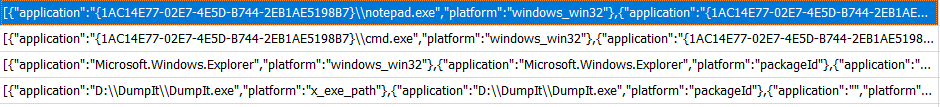 [{"application":"{1AC14E77-02E7-4E5D-B744-2EB1AE5198B7}\\notepad.exe","platform":"windows_win32"},{"application":"{1AC14E77-02E7-4E5D-B744-2EB1AE...
[{"application":"{1AC14E77-02E7-4E5D-B744-2EB1AE5198B7}\\cmd.exe","platform":"windows_win32"},{"application":"{1AC14E77-02E7-4E5D-B744-2EB1AE5198...
[{"application":"Microsoft.Windows.Explorer","platform":"windows_win32"},{"application":"Microsoft.Windows.Explorer","platform":"packageId"},{"application":"...
[{"application":"D:\\DumpIt\\DumpIt.exe","platform":"x_exe_path"},{"application":"D:\\DumpIt\\DumpIt.exe","platform":"packageId"},{"application":"","platform"...